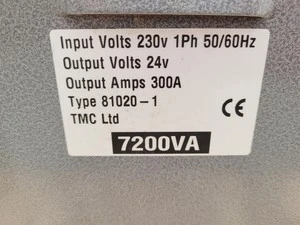 Input Volts 230v 1Ph 50/60Hz
Output Volts 24v
Output Amps 300A
Type 81020-1
TMC Ltd
CE
7200VA